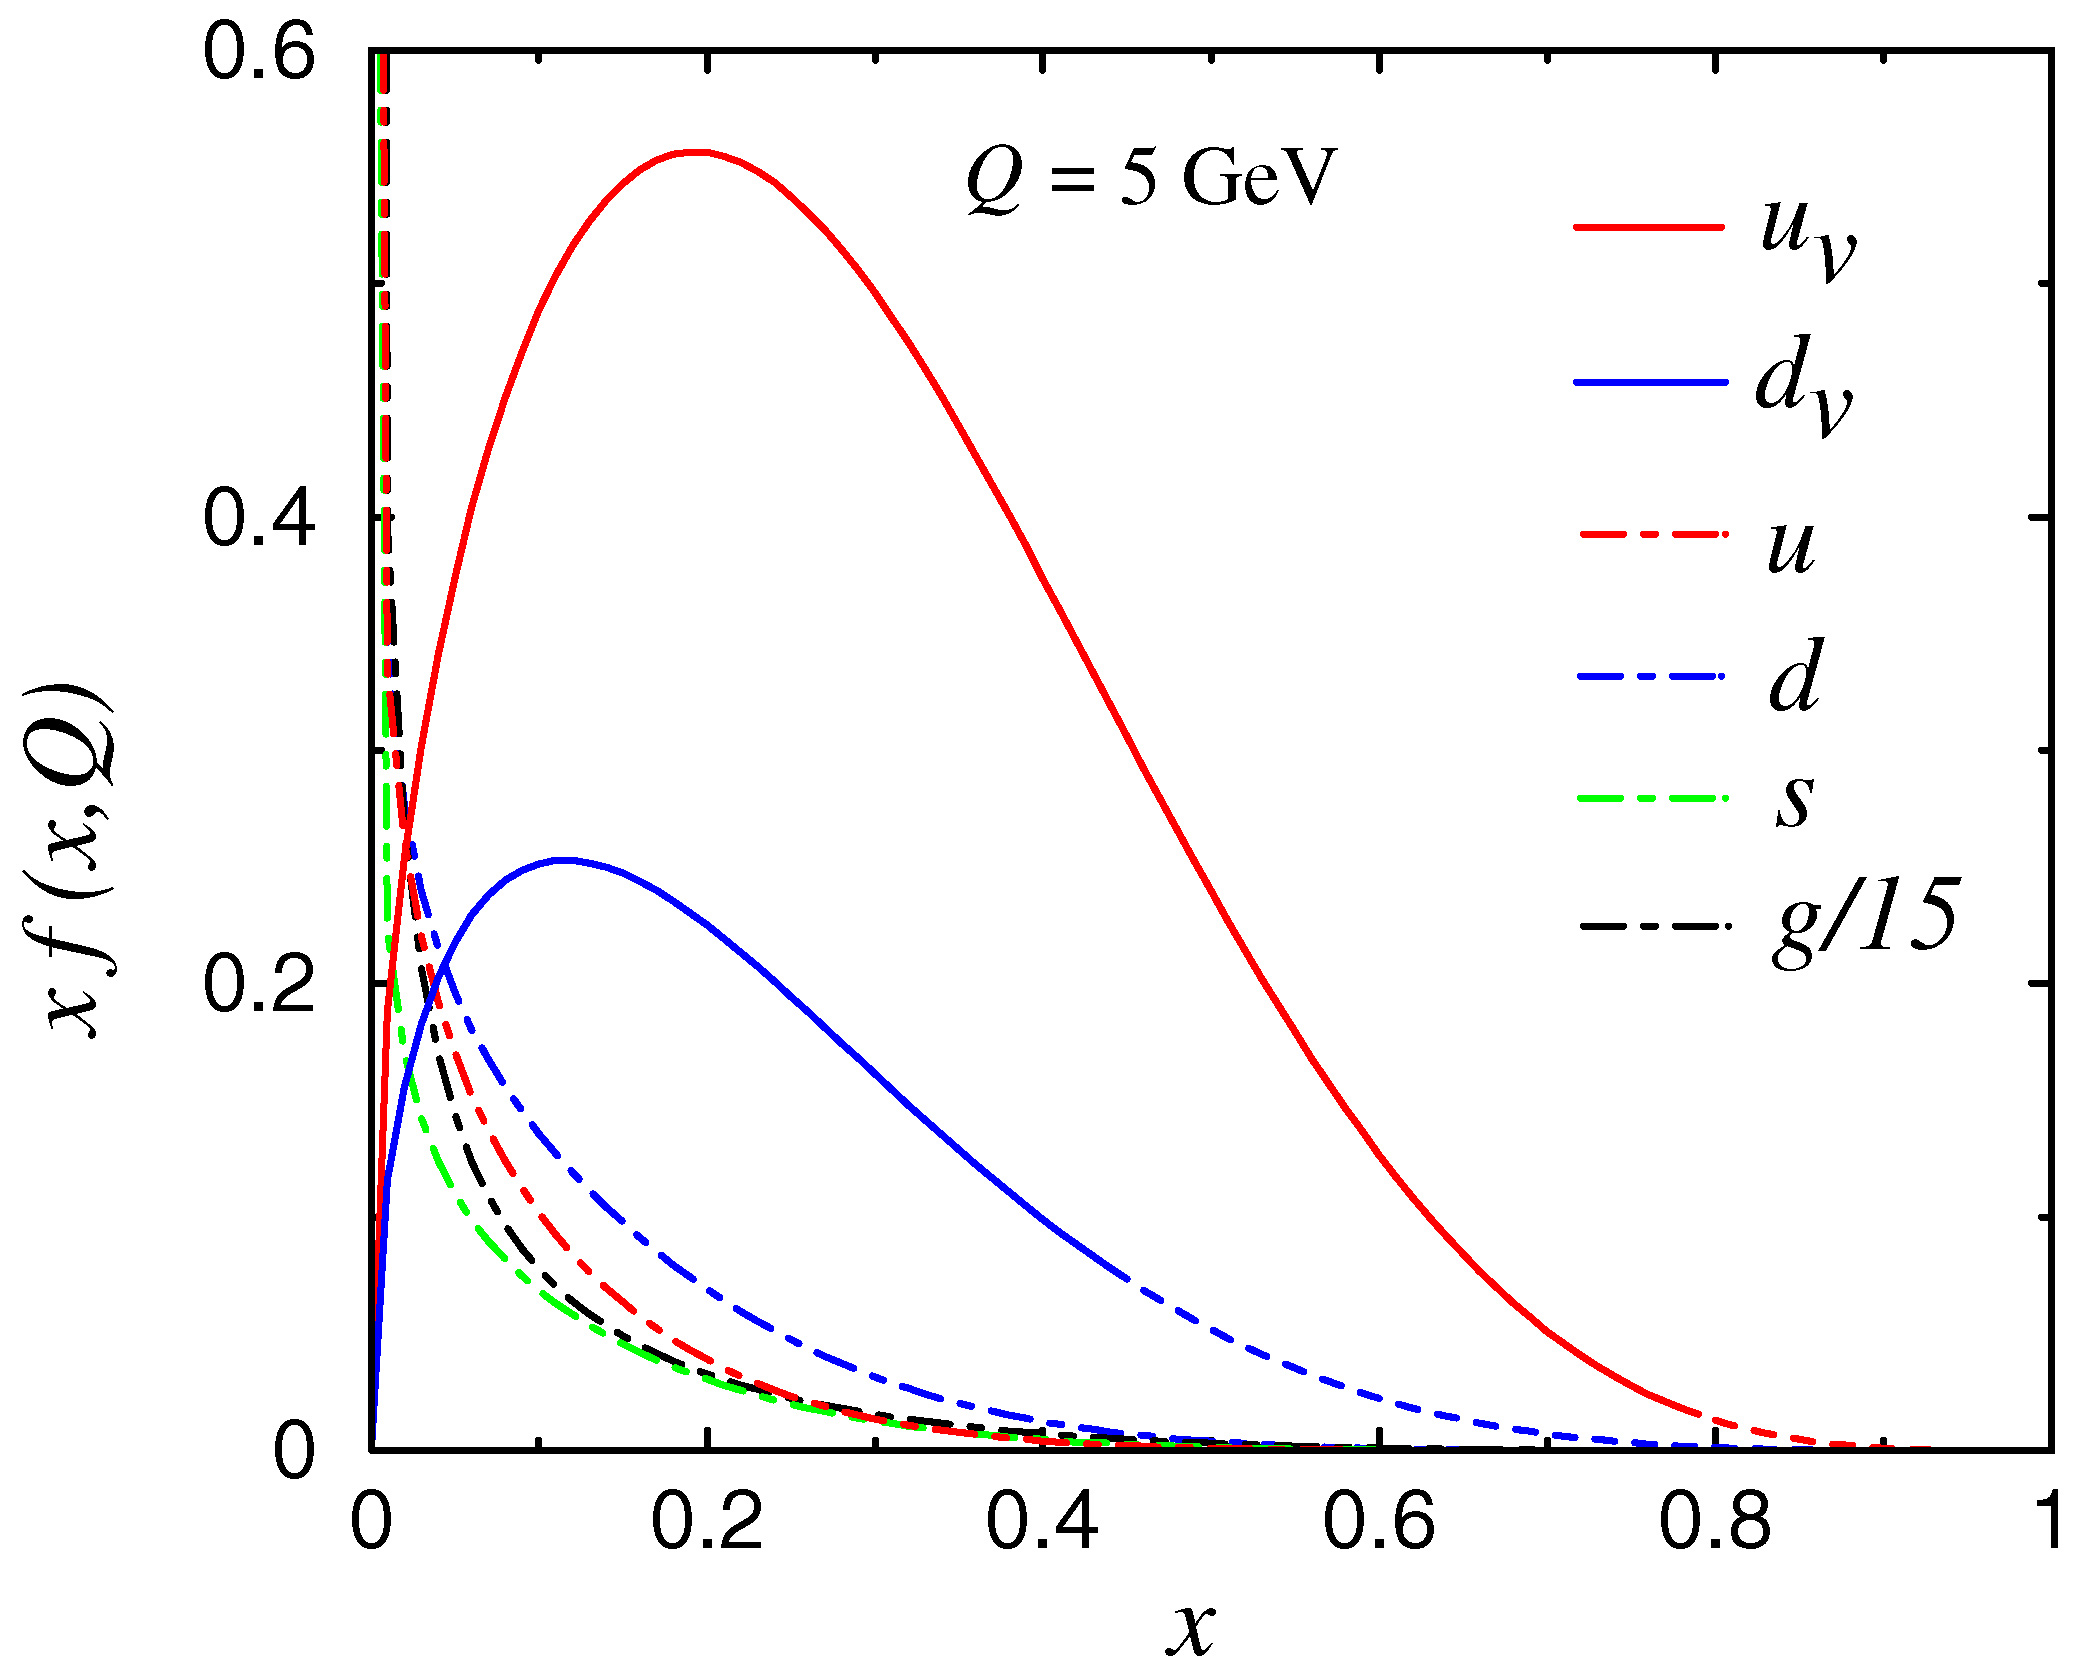 0.6
0.4
0.2
0
x f (x,Q)
Q = 5 GeV
u_v
d_v
u
d
s
g/15
0 0.2 0.4 0.6 0.8 1
x